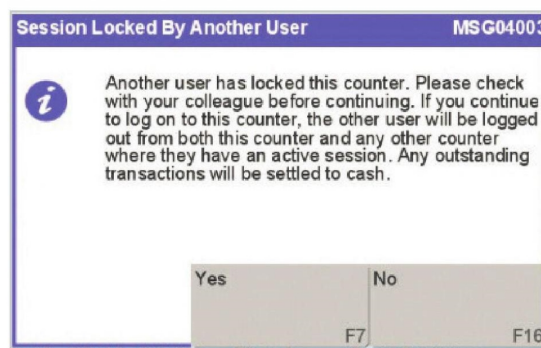 Session Locked By Another User MSG04003
Another user has locked this counter. Please check
with your colleague before continuing. If you continue
to log on to this counter, the other user will be logged
out from both this counter and any other counter
where they have an active session. Any outstanding
transactions will be settled to cash.
Yes No
F7 F16